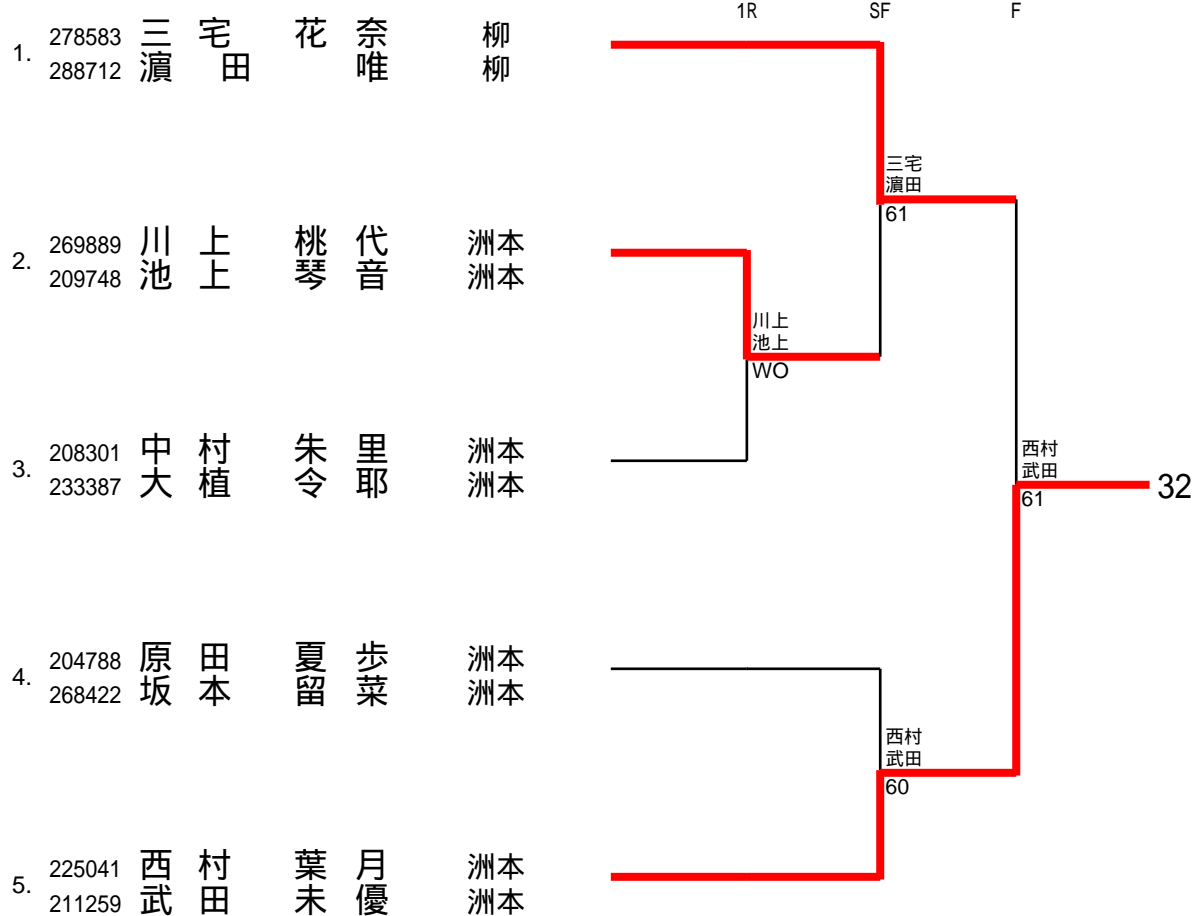 1R SF F
1. 278583 三宅 花奈 柳
288712 濵田 唯 柳
三宅
濵田
61
2. 269889 川上 桃代 洲本
209748 池上 琴音 洲本
川上
池上
WO
3. 208301 中村 朱里 洲本
233387 大植 令耶 洲本
西村
武田
61
32
4. 204788 原田 夏歩 洲本
268422 坂本 留菜 洲本
西村
武田
60
5. 225041 西村 葉月 洲本
211259 武田 未優 洲本